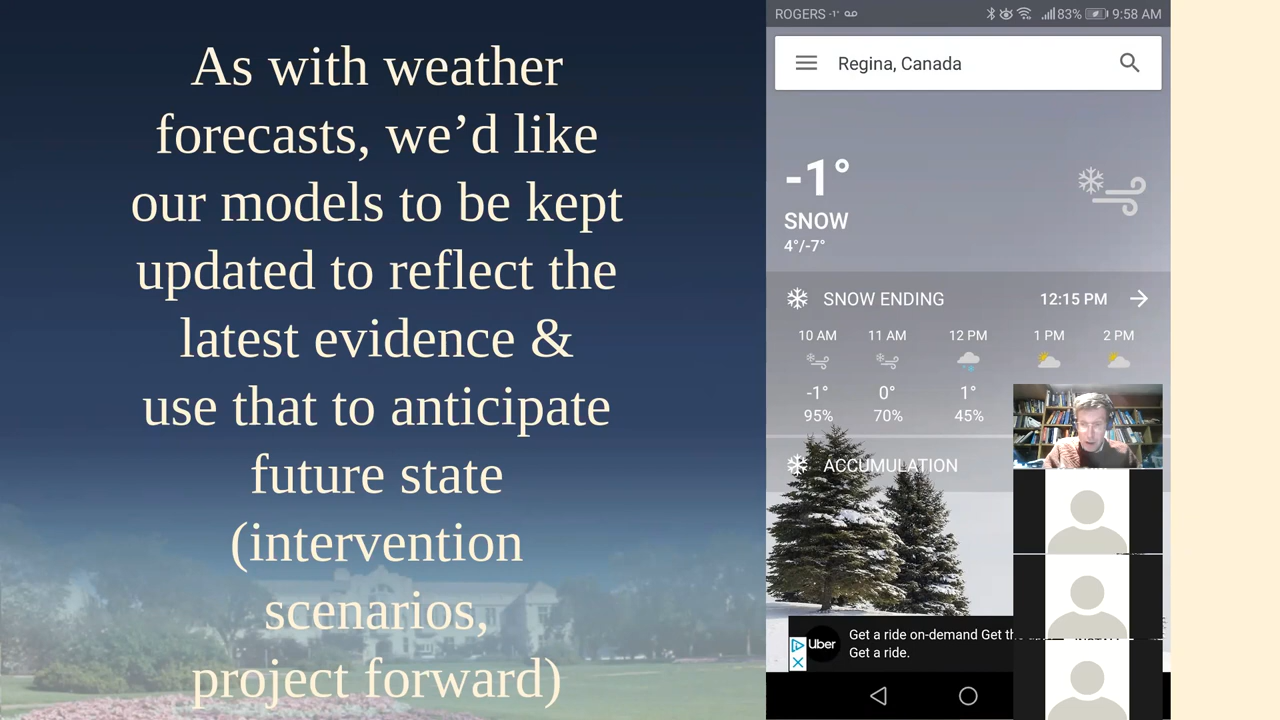 As with weather
forecasts, we’d like
our models to be kept
updated to reflect the
latest evidence &
use that to anticipate
future state
(intervention
scenarios,
project forward)
ROGERS -1° 83% 9:58 AM
Regina, Canada
-1°
SNOW
4°/-7°
SNOW ENDING 12:15 PM
10 AM 11 AM 12 PM 1 PM 2 PM
-1° 0° 1°
95% 70% 45%
ACCUMULATION
Uber
Get a ride on-demand Get
Get a ride.